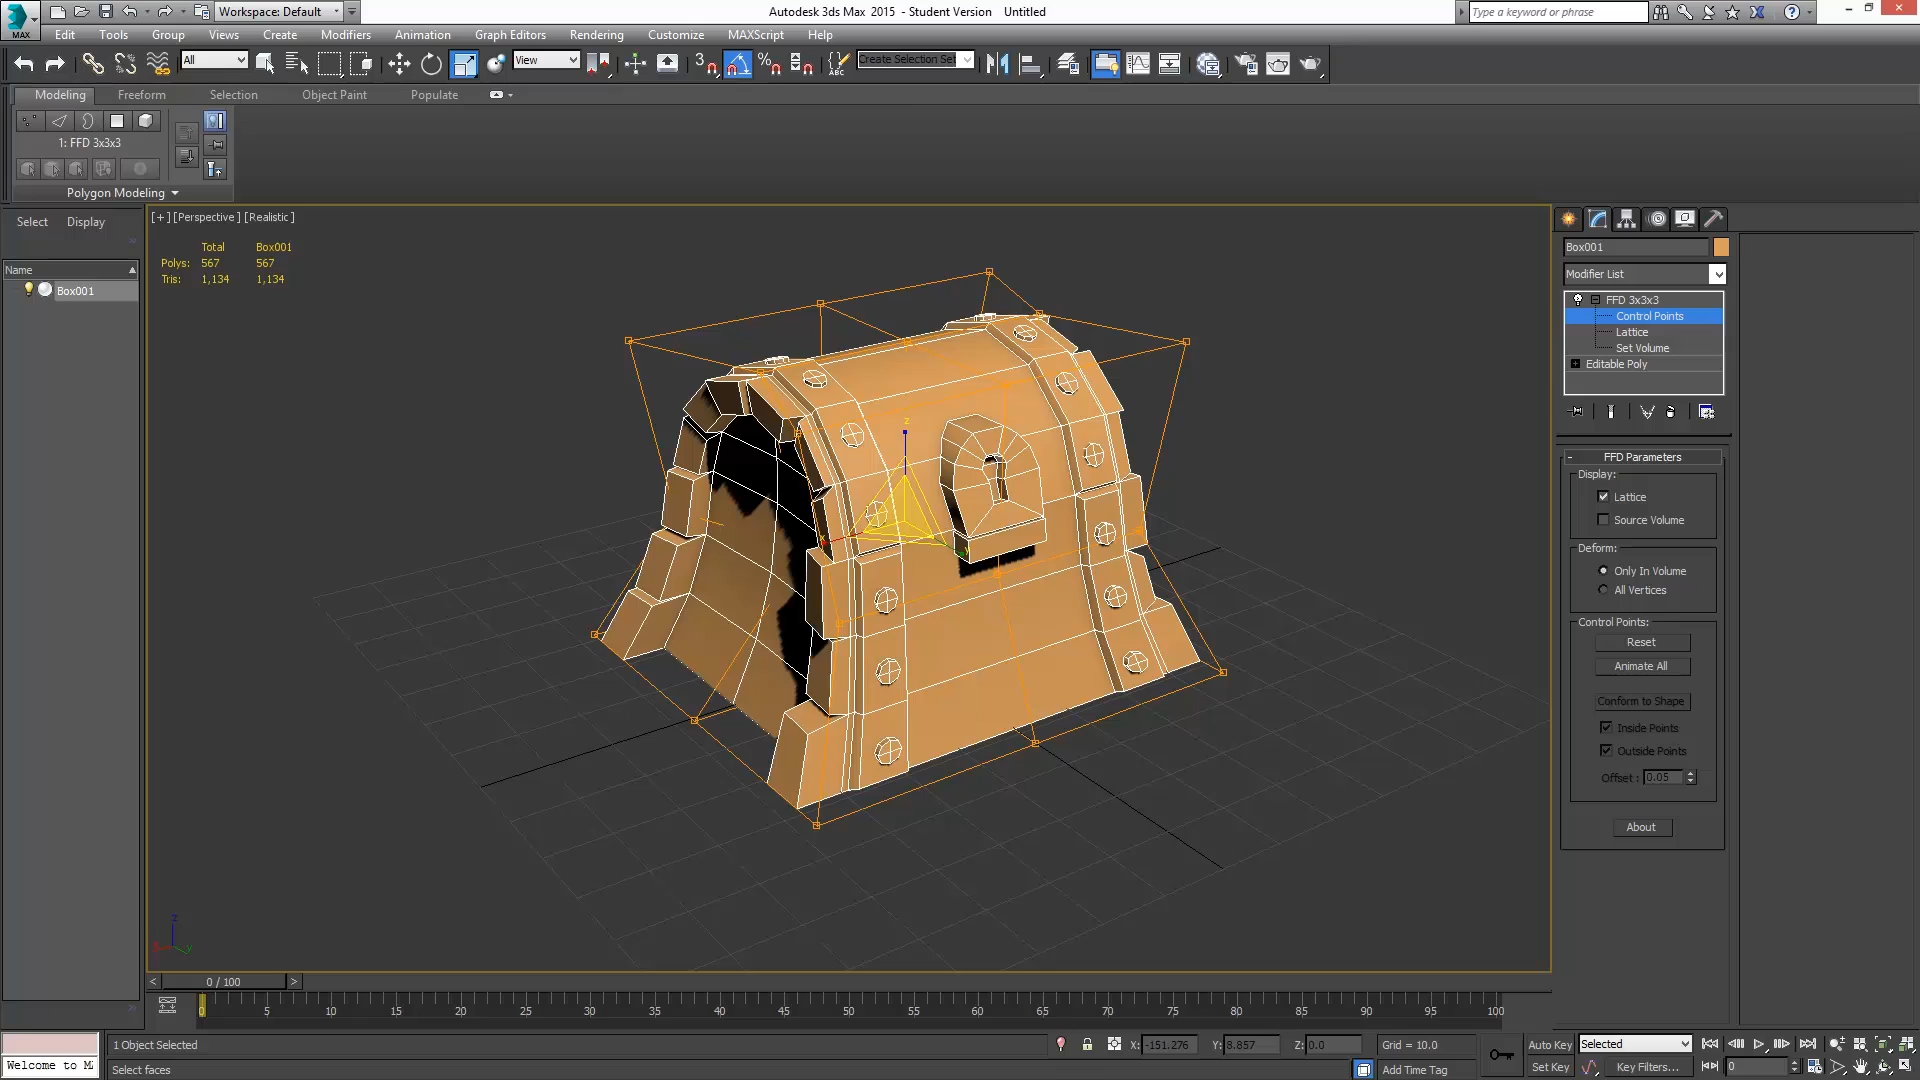 Workspace: Default
Autodesk 3ds Max 2015 - Student Version Untitled
Type a keyword or phrase
MAX
Edit Tools Group Views Create Modifiers Animation Graph Editors Rendering Customize MAXScript Help
All
View
3
%
ABC
Create Selection Set
Modeling Freeform Selection Object Paint Populate
1: FFD 3x3x3
Polygon Modeling
Select Display
Name
Box001
[+] [Perspective] [Realistic]
Total Box001
Polys: 567 567
Tris: 1,134 1,134
z
x
y
z
y
Box001
Modifier List
FFD 3x3x3
Control Points
Lattice
Set Volume
Editable Poly
- FFD Parameters
Display:
Lattice
Source Volume
Deform:
Only In Volume
All Vertices
Control Points:
Reset
Animate All
Conform to Shape
Inside Points
Outside Points
Offset : 0.05
About
< 0 / 100 >
0 5 10 15 20 25 30 35 40 45 50 55 60 65 70 75 80 85 90 95 100
1 Object Selected
X: -151.276 Y: 8.857 Z: 0.0 Grid = 10.0
Auto Key Selected
Welcome to M
Select faces
Add Time Tag
Set Key Key Filters... 0